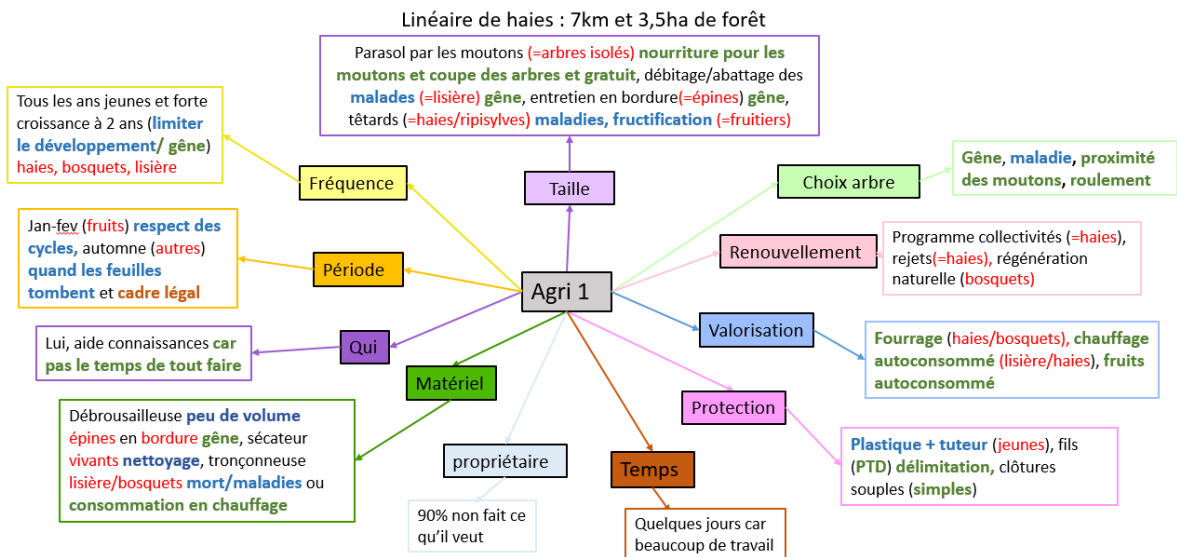 Linéaire de haies : 7km et 3,5ha de forêt
Parasol par les moutons (=arbres isolés) nourriture pour les
moutons et coupe des arbres et gratuit, débitage/abattage des
malades (=lisière) gêne, entretien en bordure(=épines) gêne,
têtards (=haies/ripisylves) maladies, fructification (=fruitiers)
Tous les ans jeunes et forte
croissance à 2 ans (limiter
le développement/ gêne)
haies, bosquets, lisière
Fréquence
Taille
Choix arbre
Gêne, maladie, proximité
des moutons, roulement
Jan-fev (fruits) respect des
cycles, automne (autres)
quand les feuilles
tombent et cadre légal
Période
Renouvellement
Programme collectivités (=haies),
rejets(=haies), régénération
naturelle (bosquets)
Agri 1
Lui, aide connaissances car
pas le temps de tout faire
Qui
Valorisation
Fourrage (haies/bosquets), chauffage
autoconsommé (lisière/haies), fruits
autoconsommé
Matériel
Protection
Débrousailleuse peu de volume
épines en bordure gêne, sécateur
vivants nettoyage, tronçonneuse
lisière/bosquets mort/maladies ou
consommation en chauffage
propriétaire
Temps
Plastique + tuteur (jeunes), fils
(PTD) délimitation, clôtures
souples (simples)
90% non fait ce
qu'il veut
Quelques jours car
beaucoup de travail